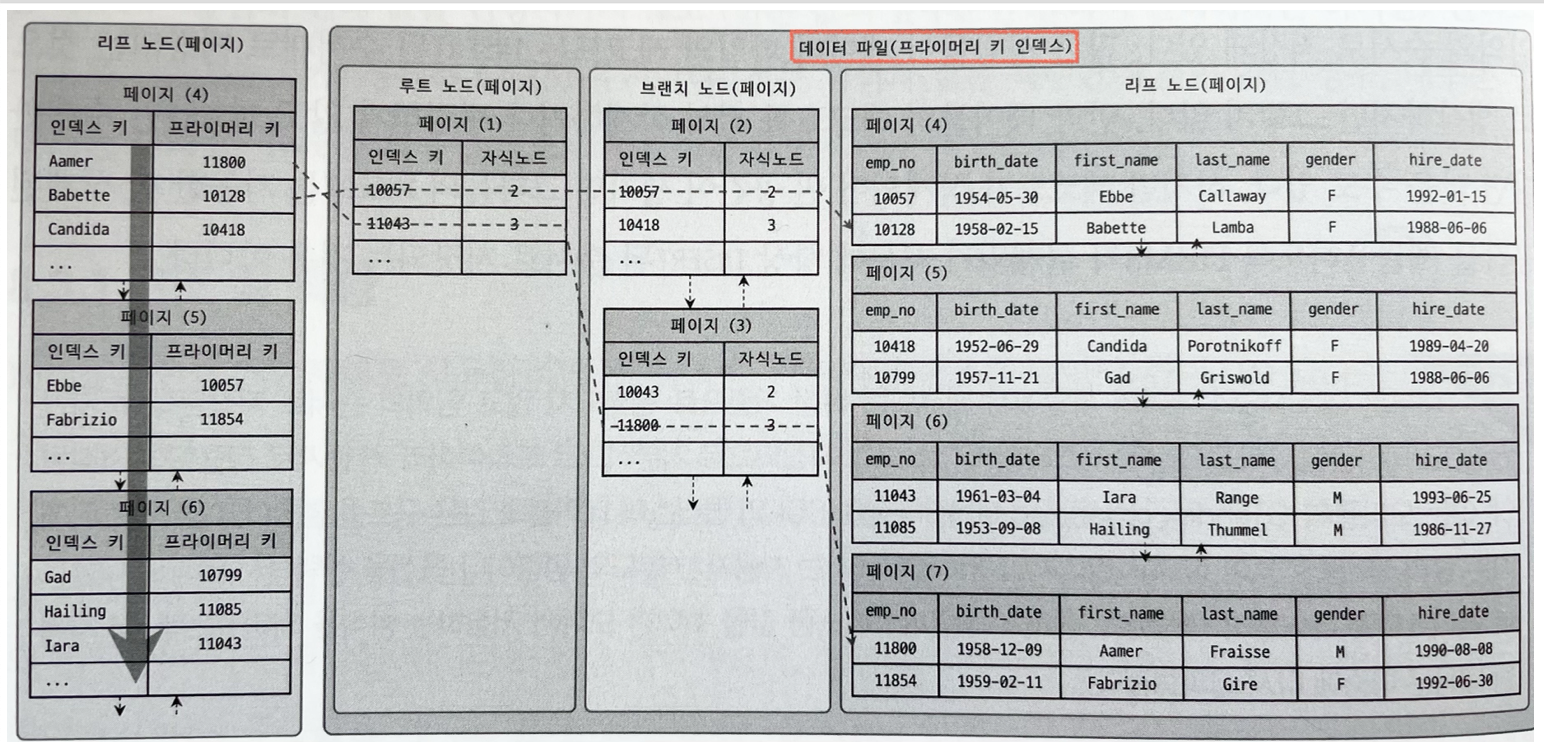 리프 노드(페이지)
페이지 (4)
인덱스 키 프라이머리 키
Aamer 11800
Babette 10128
Candida 10418
...
페이지 (5)
인덱스 키 프라이머리 키
Ebbe 10057
Fabrizio 11854
...
페이지 (6)
인덱스 키 프라이머리 키
Gad 10799
Hailing 11085
Iara 11043
...
데이터 파일(프라이머리 키 인덱스)
루트 노드(페이지)
페이지 (1)
인덱스 키 자식노드
10057 2
11043 3
...
브랜치 노드(페이지)
페이지 (2)
인덱스 키 자식노드
10057 2
10418 3
...
페이지 (3)
인덱스 키 자식노드
10043 2
11800 3
...
리프 노드(페이지)
페이지 (4)
emp_no birth_date first_name last_name gender hire_date
10057 1954-05-30 Ebbe Callaway F 1992-01-15
10128 1958-02-15 Babette Lamba F 1988-06-06
페이지 (5)
emp_no birth_date first_name last_name gender hire_date
10418 1952-06-29 Candida Porotnikoff F 1989-04-20
10799 1957-11-21 Gad Griswold F 1988-06-06
페이지 (6)
emp_no birth_date first_name last_name gender hire_date
11043 1961-03-04 Iara Range M 1993-06-25
11085 1953-09-08 Hailing Thummel M 1986-11-27
페이지 (7)
emp_no birth_date first_name last_name gender hire_date
11800 1958-12-09 Aamer Fraisse M 1990-08-08
11854 1959-02-11 Fabrizio Gire F 1992-06-30